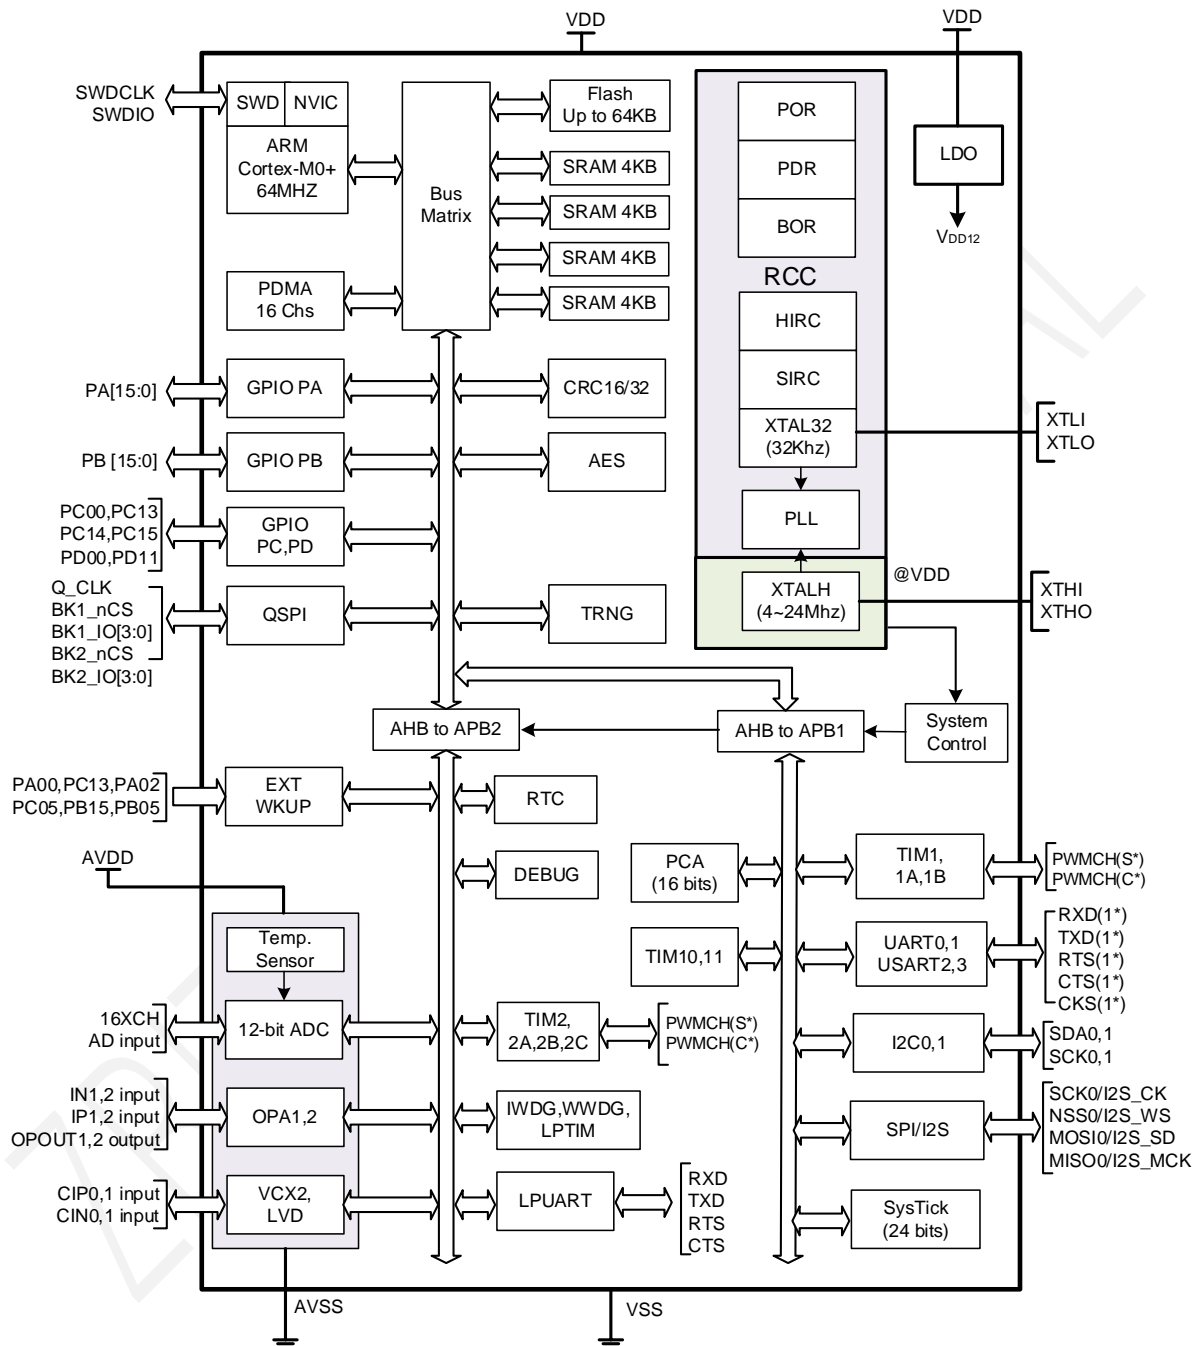 VDD
VDD
SWDCLK
SWDIO
SWD
NVIC
ARM
Cortex-M0+
64MHZ
Bus
Matrix
Flash
Up to 64KB
SRAM 4KB
SRAM 4KB
SRAM 4KB
SRAM 4KB
PDMA
16 Chs
POR
PDR
BOR
RCC
HIRC
SIRC
XTAL32
(32Khz)
PLL
XTALH
(4~24Mhz)
@VDD
LDO
VDD12
XTLI
XTLO
XTHI
XTHO
PA[15:0]
GPIO PA
CRC16/32
PB [15:0]
GPIO PB
AES
PC00,PC13
PC14,PC15
PD00,PD11
GPIO
PC,PD
Q_CLK
BK1_nCS
BK1_IO[3:0]
BK2_nCS
BK2_IO[3:0]
QSPI
TRNG
AHB to APB2
AHB to APB1
System
Control
PA00,PC13,PA02
PC05,PB15,PB05
EXT
WKUP
RTC
DEBUG
PCA
(16 bits)
TIM1,
1A,1B
PWMCH(S*)
PWMCH(C*)
AVDD
Temp.
Sensor
TIM10,11
UART0,1
USART2,3
RXD(1*)
TXD(1*)
RTS(1*)
CTS(1*)
CKS(1*)
16XCH
AD input
12-bit ADC
TIM2,
2A,2B,2C
PWMCH(S*)
PWMCH(C*)
I2C0,1
SDA0,1
SCK0,1
IN1,2 input
IP1,2 input
OPOUT1,2 output
OPA1,2
IWDG,WWDG,
LPTIM
SPI/I2S
SCK0/I2S_CK
NSS0/I2S_WS
MOSI0/I2S_SD
MISO0/I2S_MCK
CIP0,1 input
CIN0,1 input
VCX2,
LVD
LPUART
RXD
TXD
RTS
CTS
SysTick
(24 bits)
AVSS
VSS